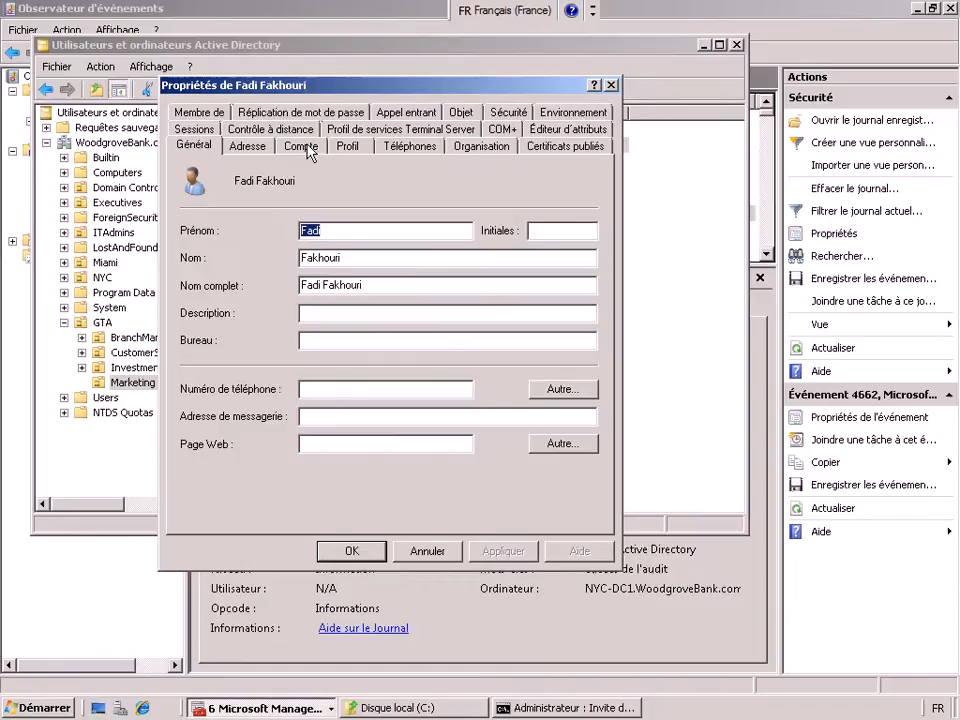 Observateur d'événements
FR Français (France)
Fichier Action Affichage ?
Utilisateurs et ordinateurs Active Directory
Fichier Action Affichage ?
Utilisateurs et ordinate
Requêtes sauvega
WoodgroveBank.c
Builtin
Computers
Domain Contro
Executives
ForeignSecurit
ITAdmins
LostAndFound
Miami
NYC
Program Data
System
GTA
BranchMan
CustomerS
Investmen
Marketing
Users
NTDS Quotas
Propriétés de Fadi Fakhouri
Membre de Réplication de mot de passe Appel entrant Objet Sécurité Environnement
Sessions Contrôle à distance Profil de services Terminal Server COM+ Éditeur d'attributs
Général Adresse Compte Profil Téléphones Organisation Certificats publiés
Fadi Fakhouri
Prénom : Fadi Initiales :
Nom : Fakhouri
Nom complet : Fadi Fakhouri
Description :
Bureau :
Numéro de téléphone : Autre...
Adresse de messagerie :
Page Web : Autre...
OK Annuler Appliquer Aide
Active Directory
de l'audit
Utilisateur : N/A Ordinateur : NYC-DC1.WoodgroveBank.com
Opcode : Informations
Informations : Aide sur le Journal
Actions
Sécurité
Ouvrir le journal enregist...
Créer une vue personnali...
Importer une vue person...
Effacer le journal...
Filtrer le journal actuel...
Propriétés
Rechercher...
Enregistrer les événemen...
Joindre une tâche à ce jo...
Vue
Actualiser
Aide
Événement 4662, Microsof...
Propriétés de l'événement
Joindre une tâche à cet é...
Copier
Enregistrer les événemen...
Actualiser
Aide
Démarrer 6 Microsoft Manage... Disque local (C:) Administrateur : Invite d... FR